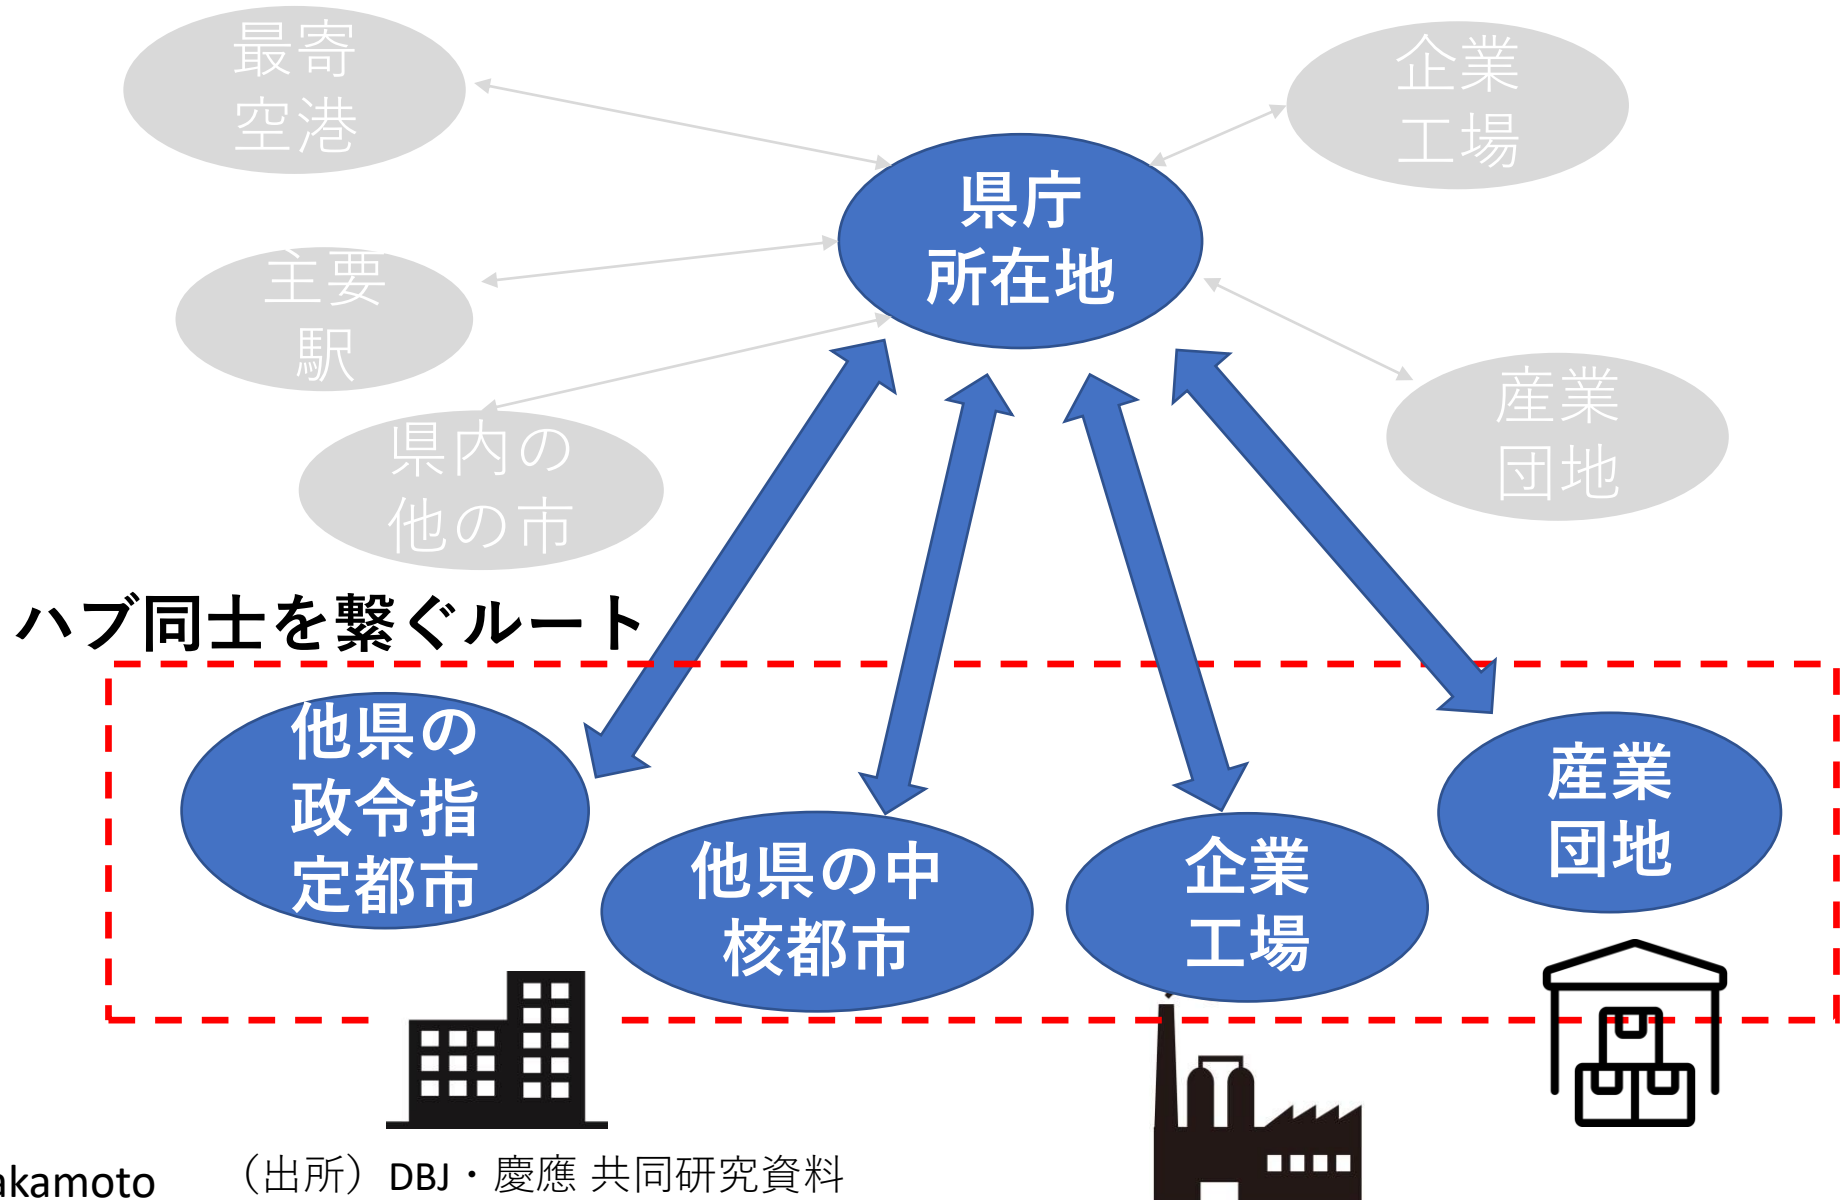 最寄
空港
企業
工場
県庁
所在地
主要
駅
産業
団地
県内の
他の市
ハブ同士を繋ぐルート
他県の
政令指
定都市
他県の中
核都市
企業
工場
産業
団地
akamoto
（出所）DBJ・慶應 共同研究資料